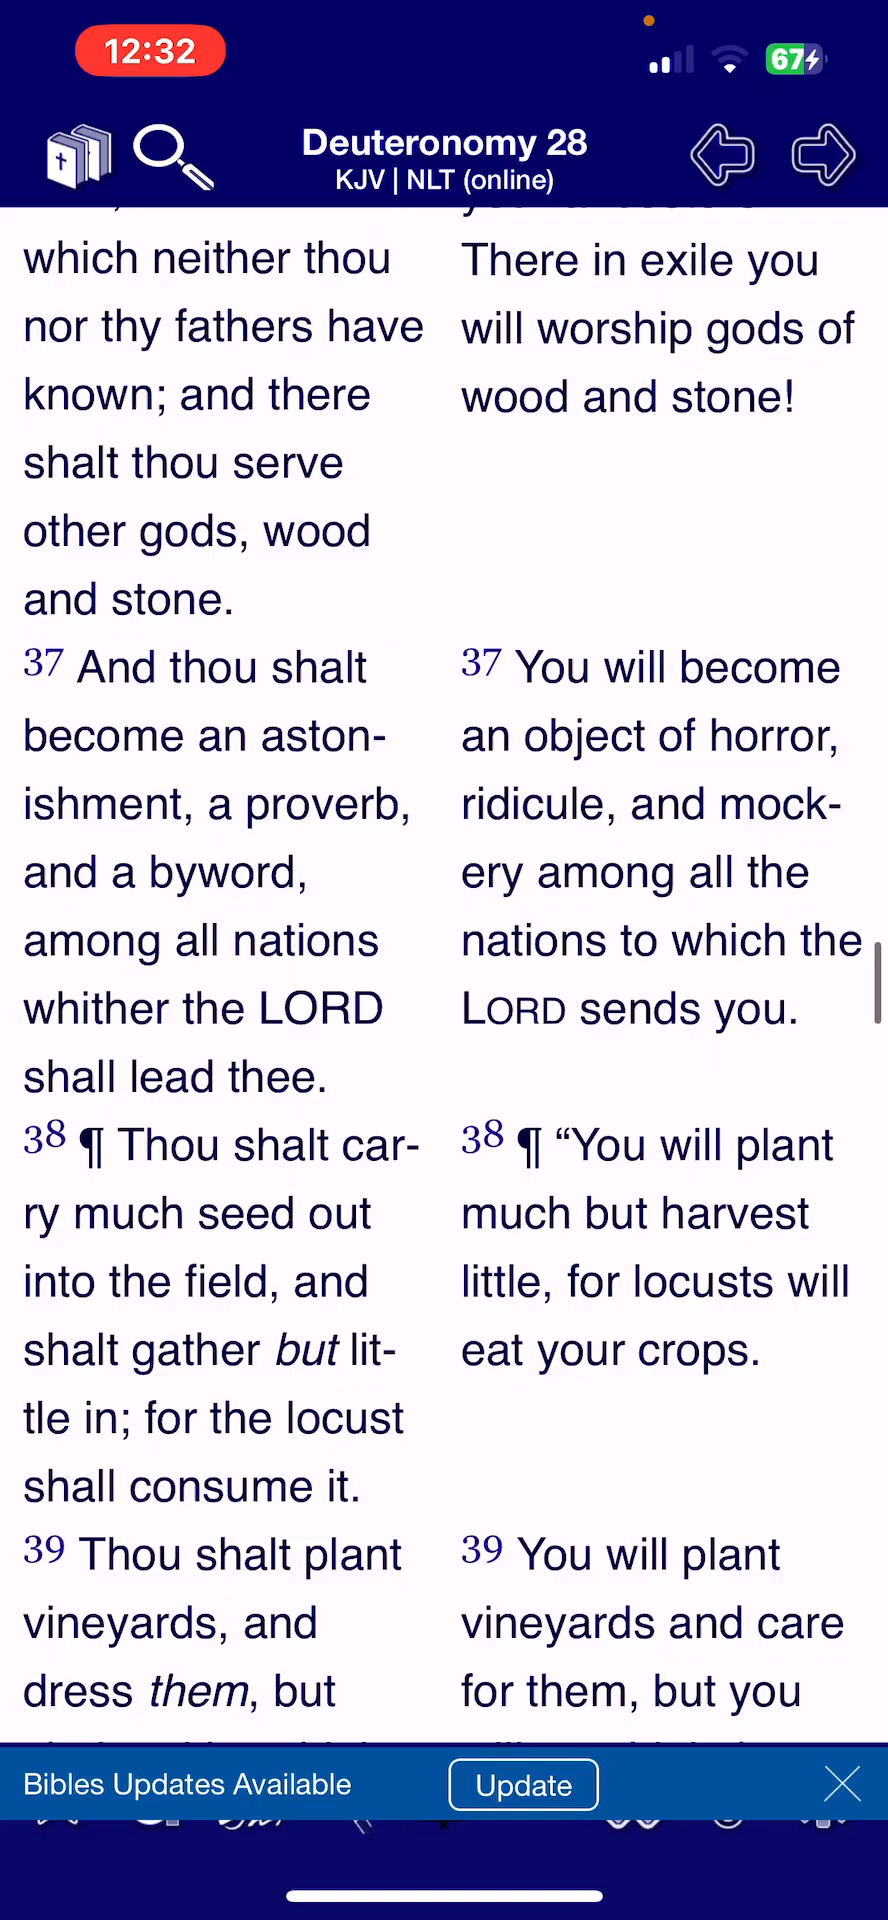 12:32
67
Deuteronomy 28
KJV | NLT (online)
which neither thou
nor thy fathers have
known; and there
shalt thou serve
other gods, wood
and stone.
37 And thou shalt
become an aston-
ishment, a proverb,
and a byword,
among all nations
whither the LORD
shall lead thee.
38 ¶ Thou shalt car-
ry much seed out
into the field, and
shalt gather but lit-
tle in; for the locust
shall consume it.
39 Thou shalt plant
vineyards, and
dress them, but
There in exile you
will worship gods of
wood and stone!
37 You will become
an object of horror,
ridicule, and mock-
ery among all the
nations to which the
LORD sends you.
38 ¶ “You will plant
much but harvest
little, for locusts will
eat your crops.
39 You will plant
vineyards and care
for them, but you
Bibles Updates Available
Update